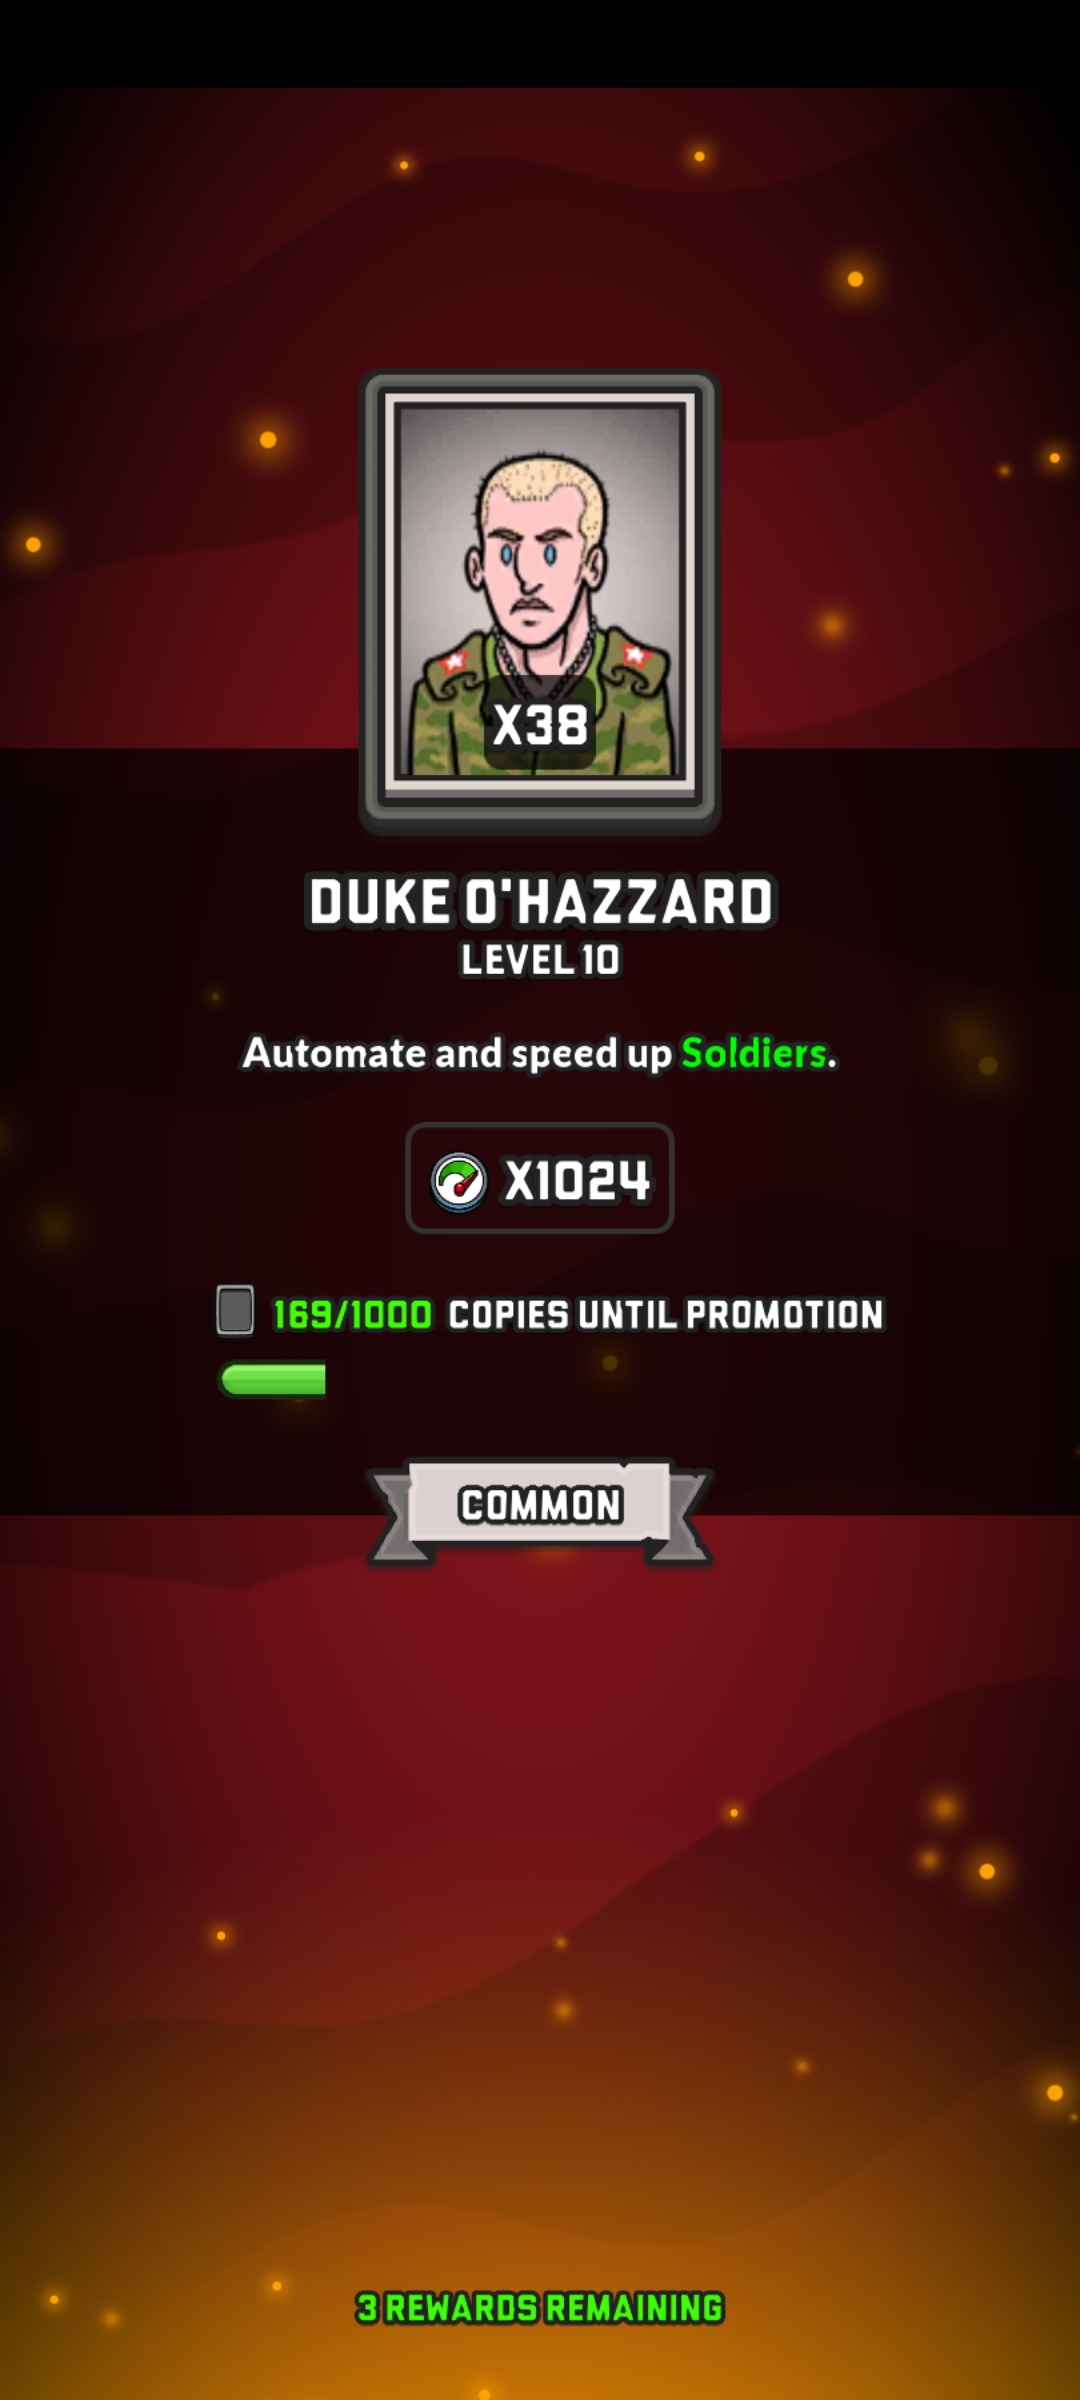 X38
DUKE O'HAZZARD
LEVEL 10
Automate and speed up Soldiers.
X1024
169/1000 COPIES UNTIL PROMOTION
COMMON
3 REWARDS REMAINING